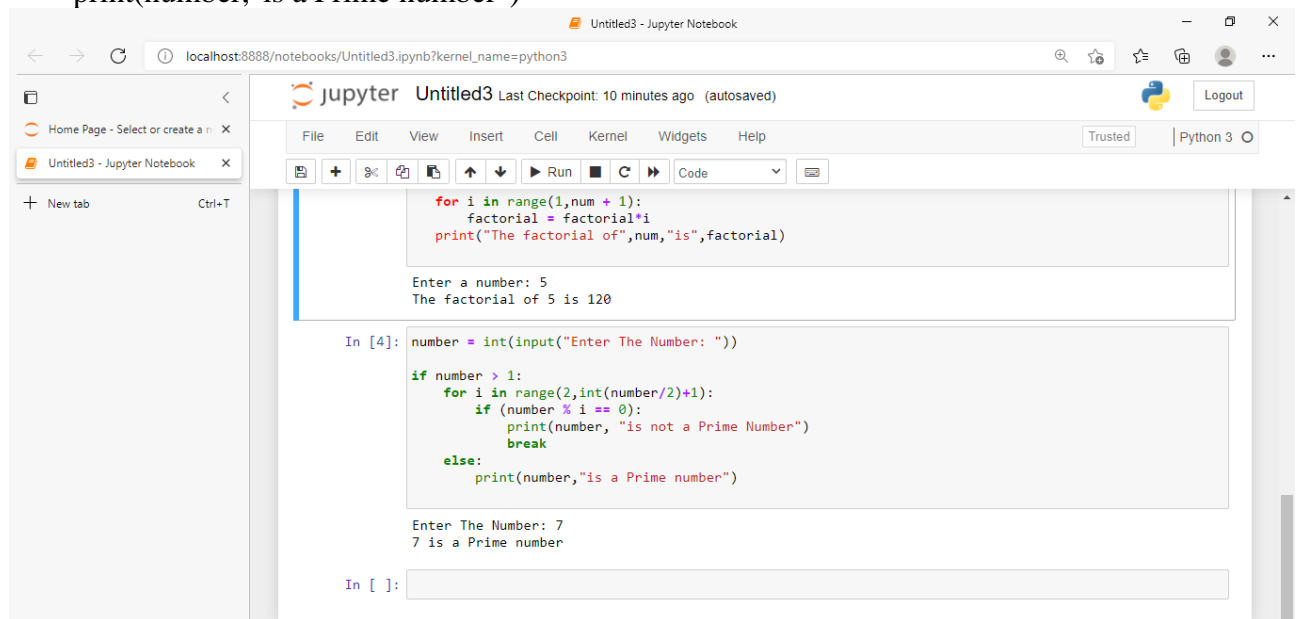 print(number,"is a Prime number")
Untitled3 - Jupyter Notebook
localhost:8888/notebooks/Untitled3.ipynb?kernel_name=python3
Home Page - Select or create a n
Untitled3 - Jupyter Notebook
New tab Ctrl+T
jupyter Untitled3 Last Checkpoint: 10 minutes ago (autosaved)
Logout
File Edit View Insert Cell Kernel Widgets Help
Trusted Python 3
Run Code
for i in range(1,num + 1):
factorial = factorial*i
print("The factorial of",num,"is",factorial)
Enter a number: 5
The factorial of 5 is 120
In [4]: number = int(input("Enter The Number: "))
if number > 1:
for i in range(2,int(number/2)+1):
if (number % i == 0):
print(number, "is not a Prime Number")
break
else:
print(number,"is a Prime number")
Enter The Number: 7
7 is a Prime number
In [ ]: